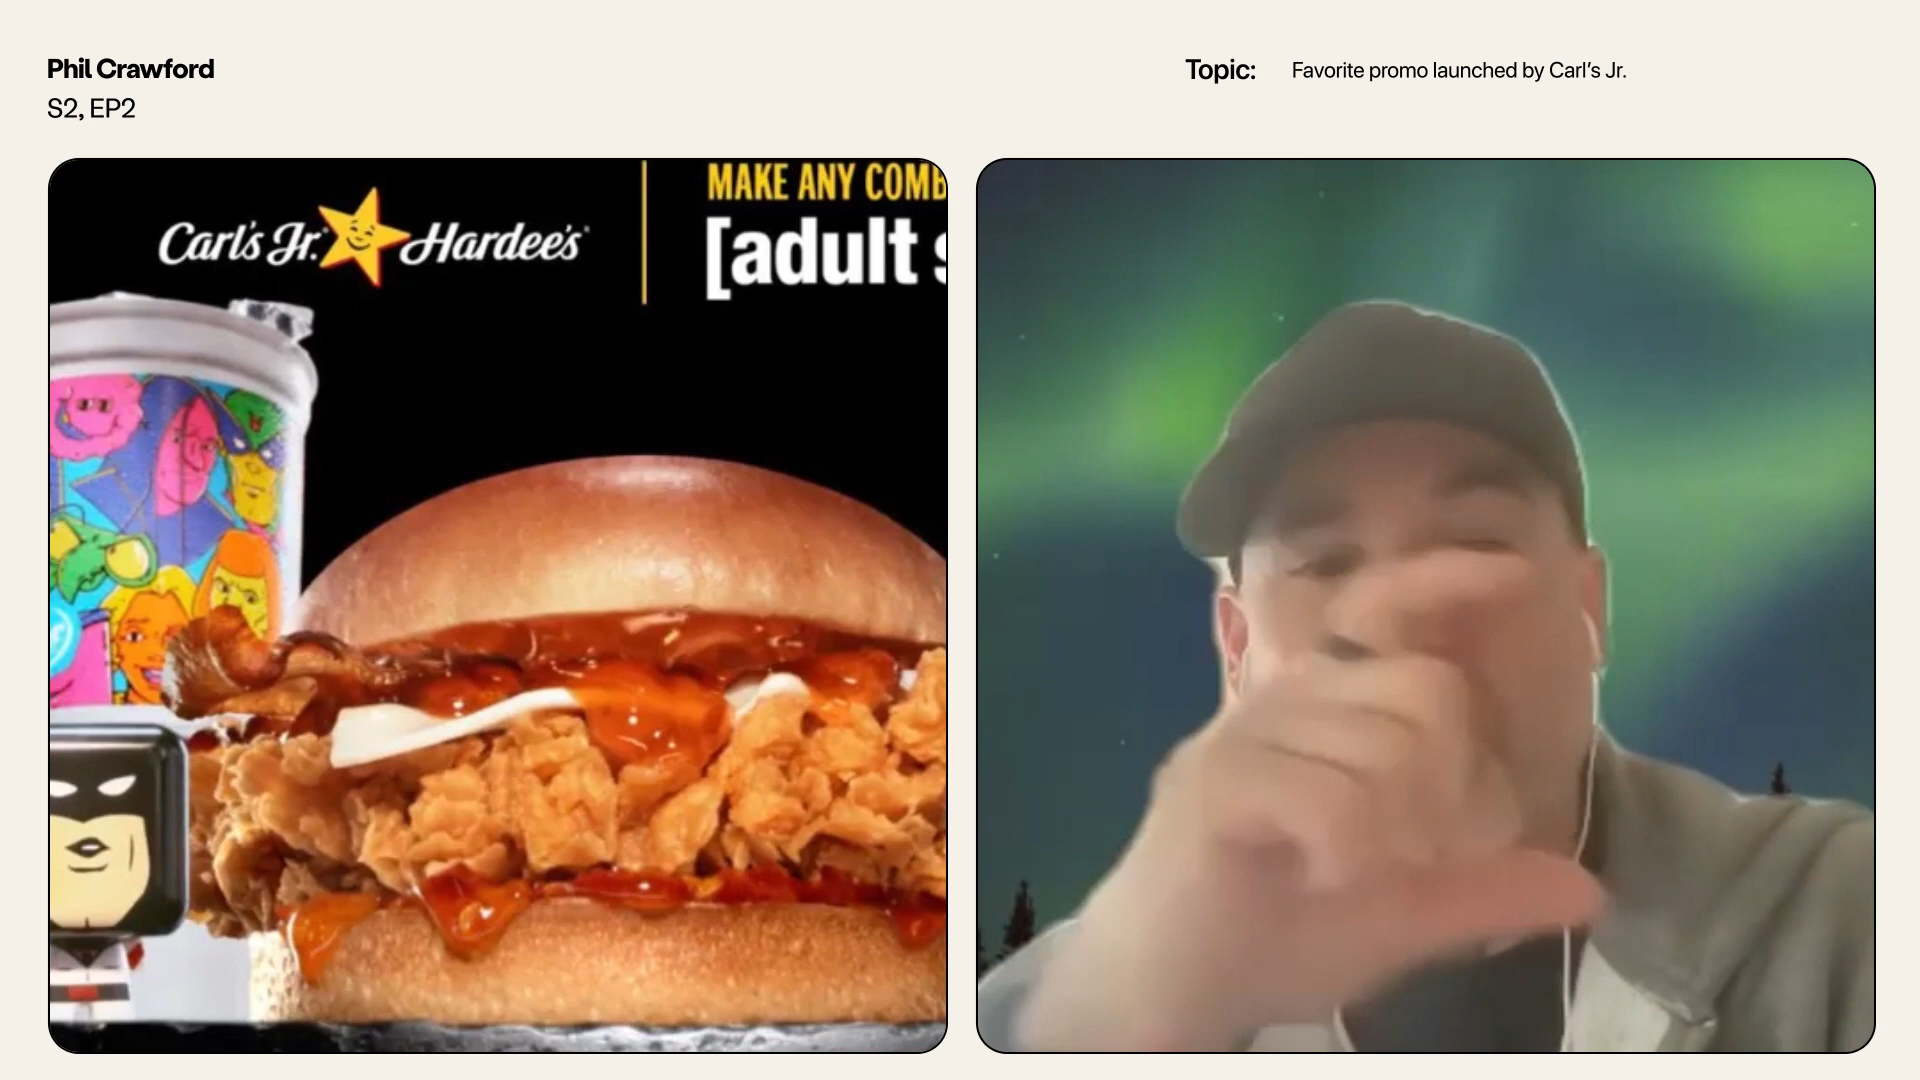 Phil Crawford
S2, EP2
Topic: Favorite promo launched by Carl's Jr.
Carl's Jr. Hardee's
MAKE ANY COMB
[adult s